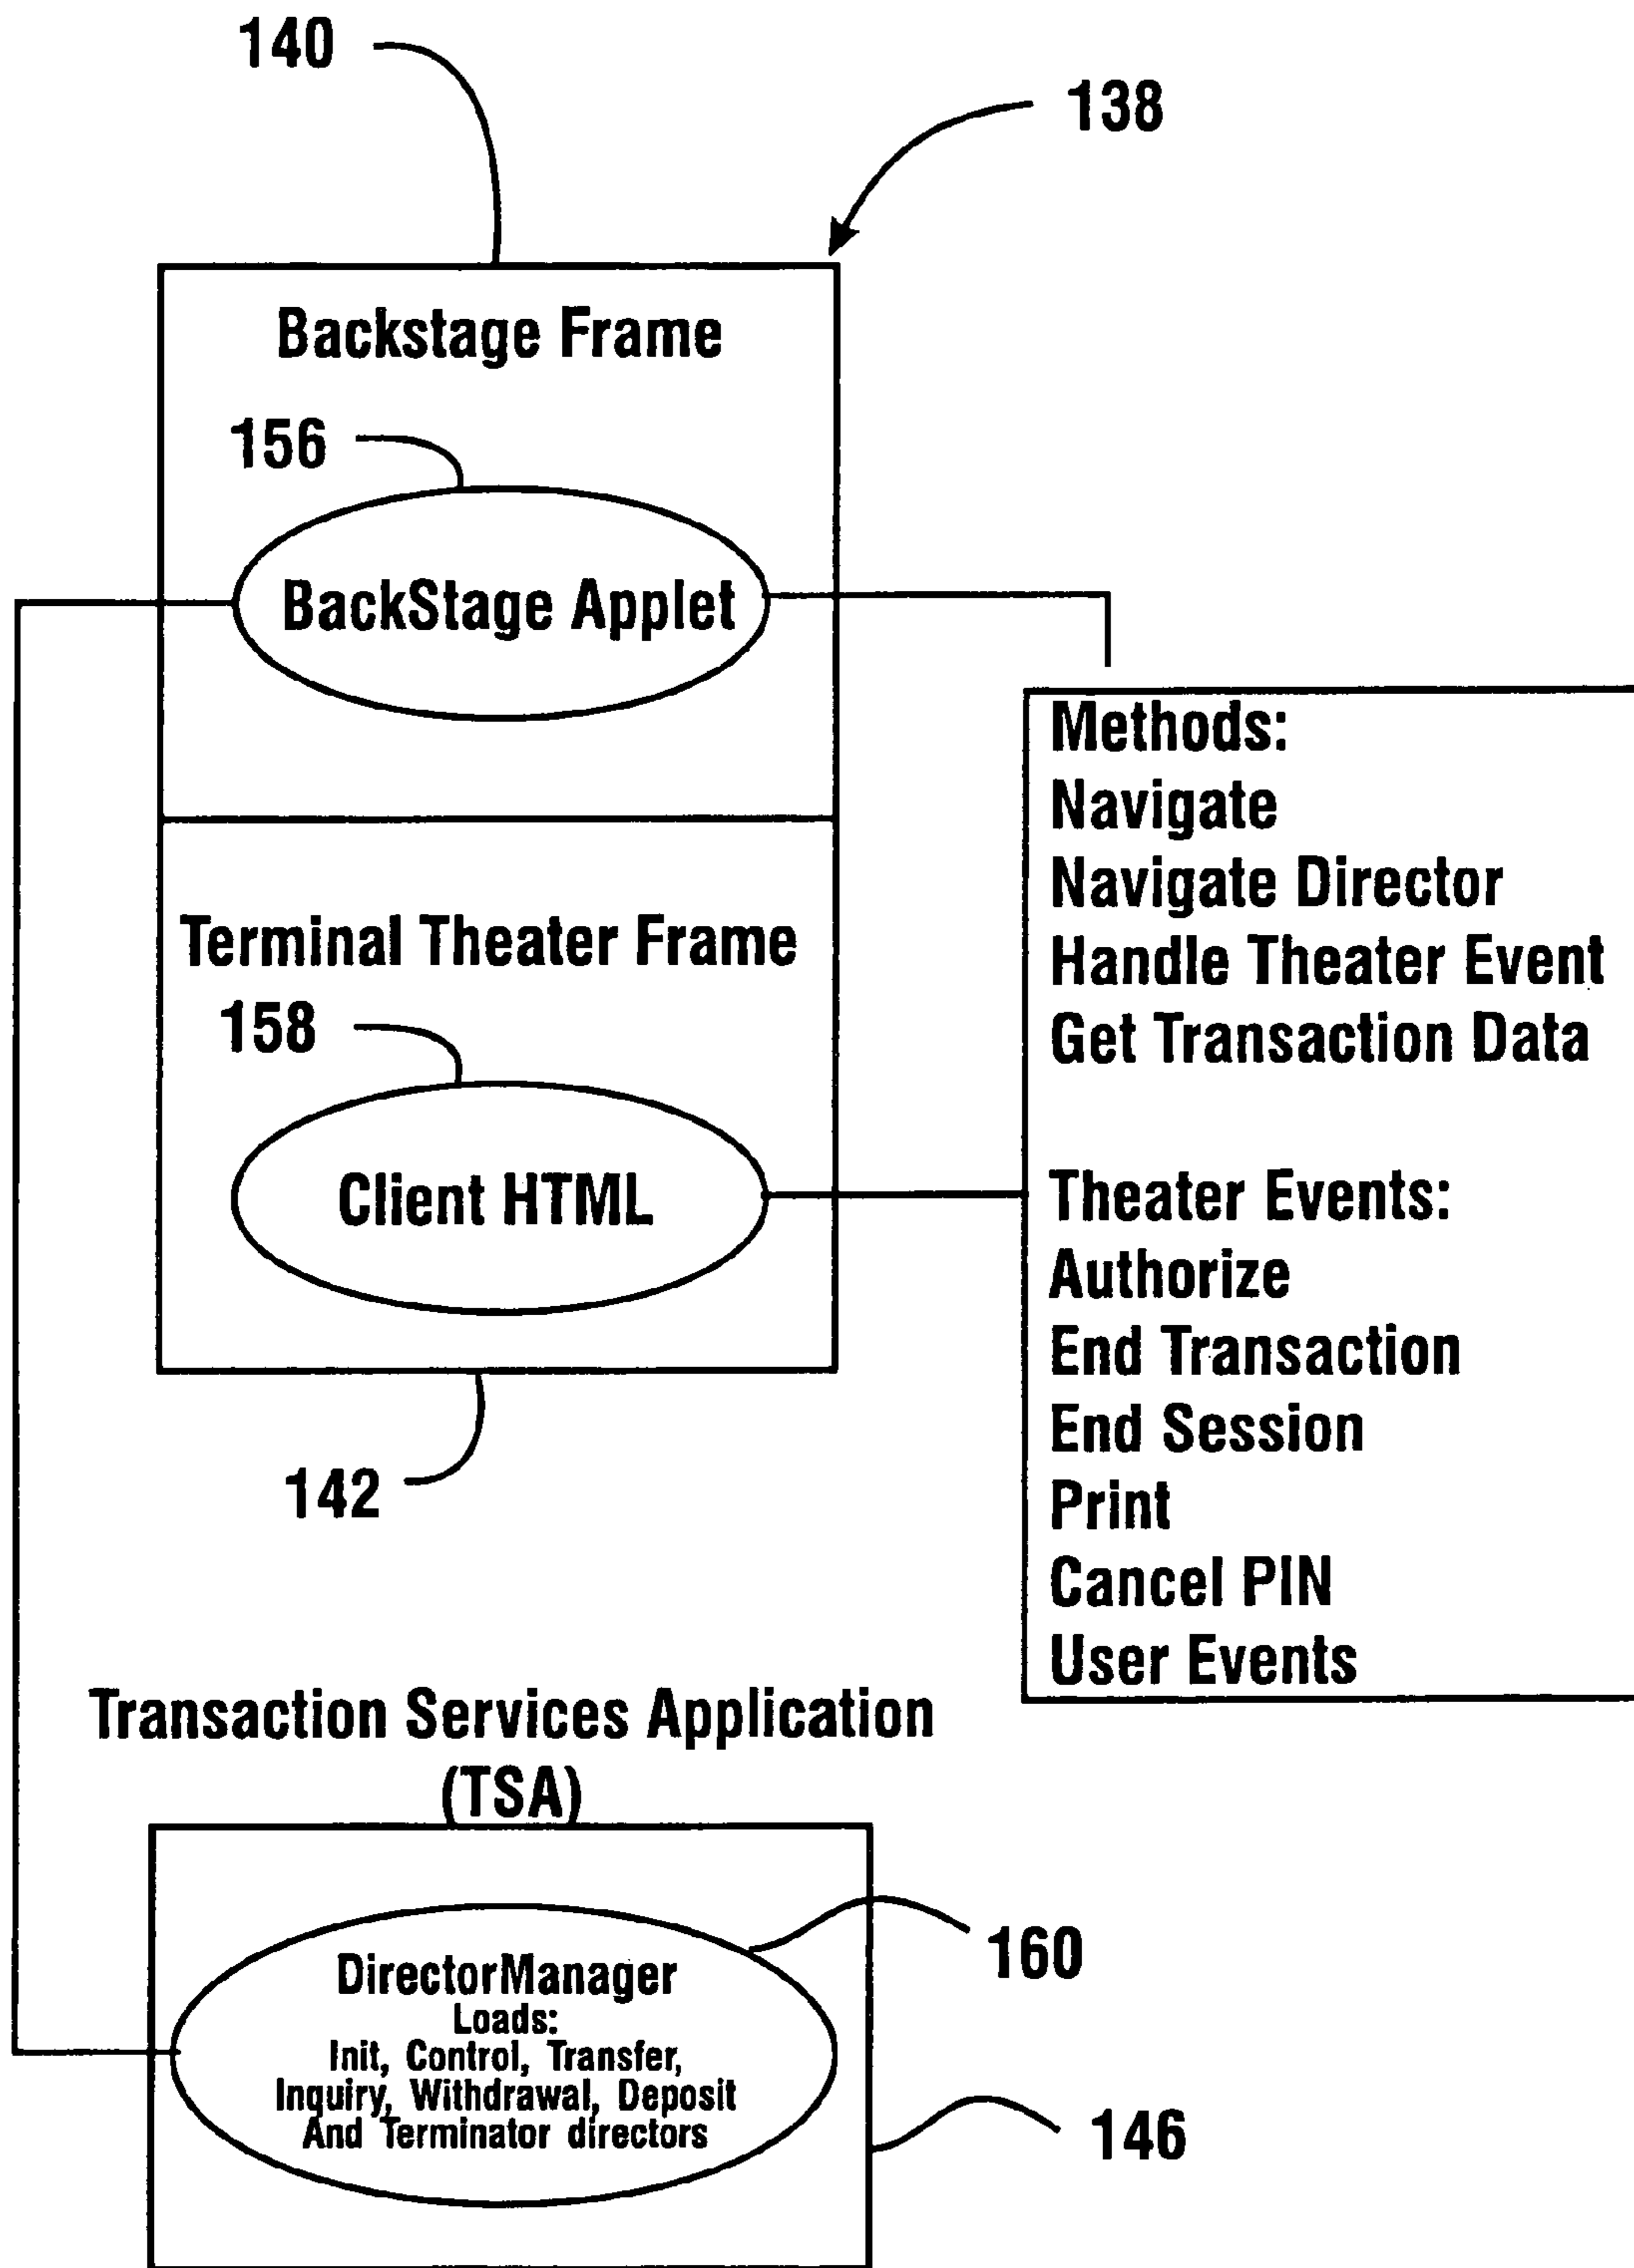 140
138
Backstage Frame
156
BackStage Applet
Methods:
Navigate
Navigate Director
Handle Theater Event
Get Transaction Data
Terminal Theater Frame
158
Client HTML
Theater Events:
Authorize
End Transaction
End Session
Print
Cancel PIN
User Events
142
Transaction Services Application
(TSA)
DirectorManager
Loads:
Init, Control, Transfer,
Inquiry, Withdrawal, Deposit
And Terminator directors
160
146